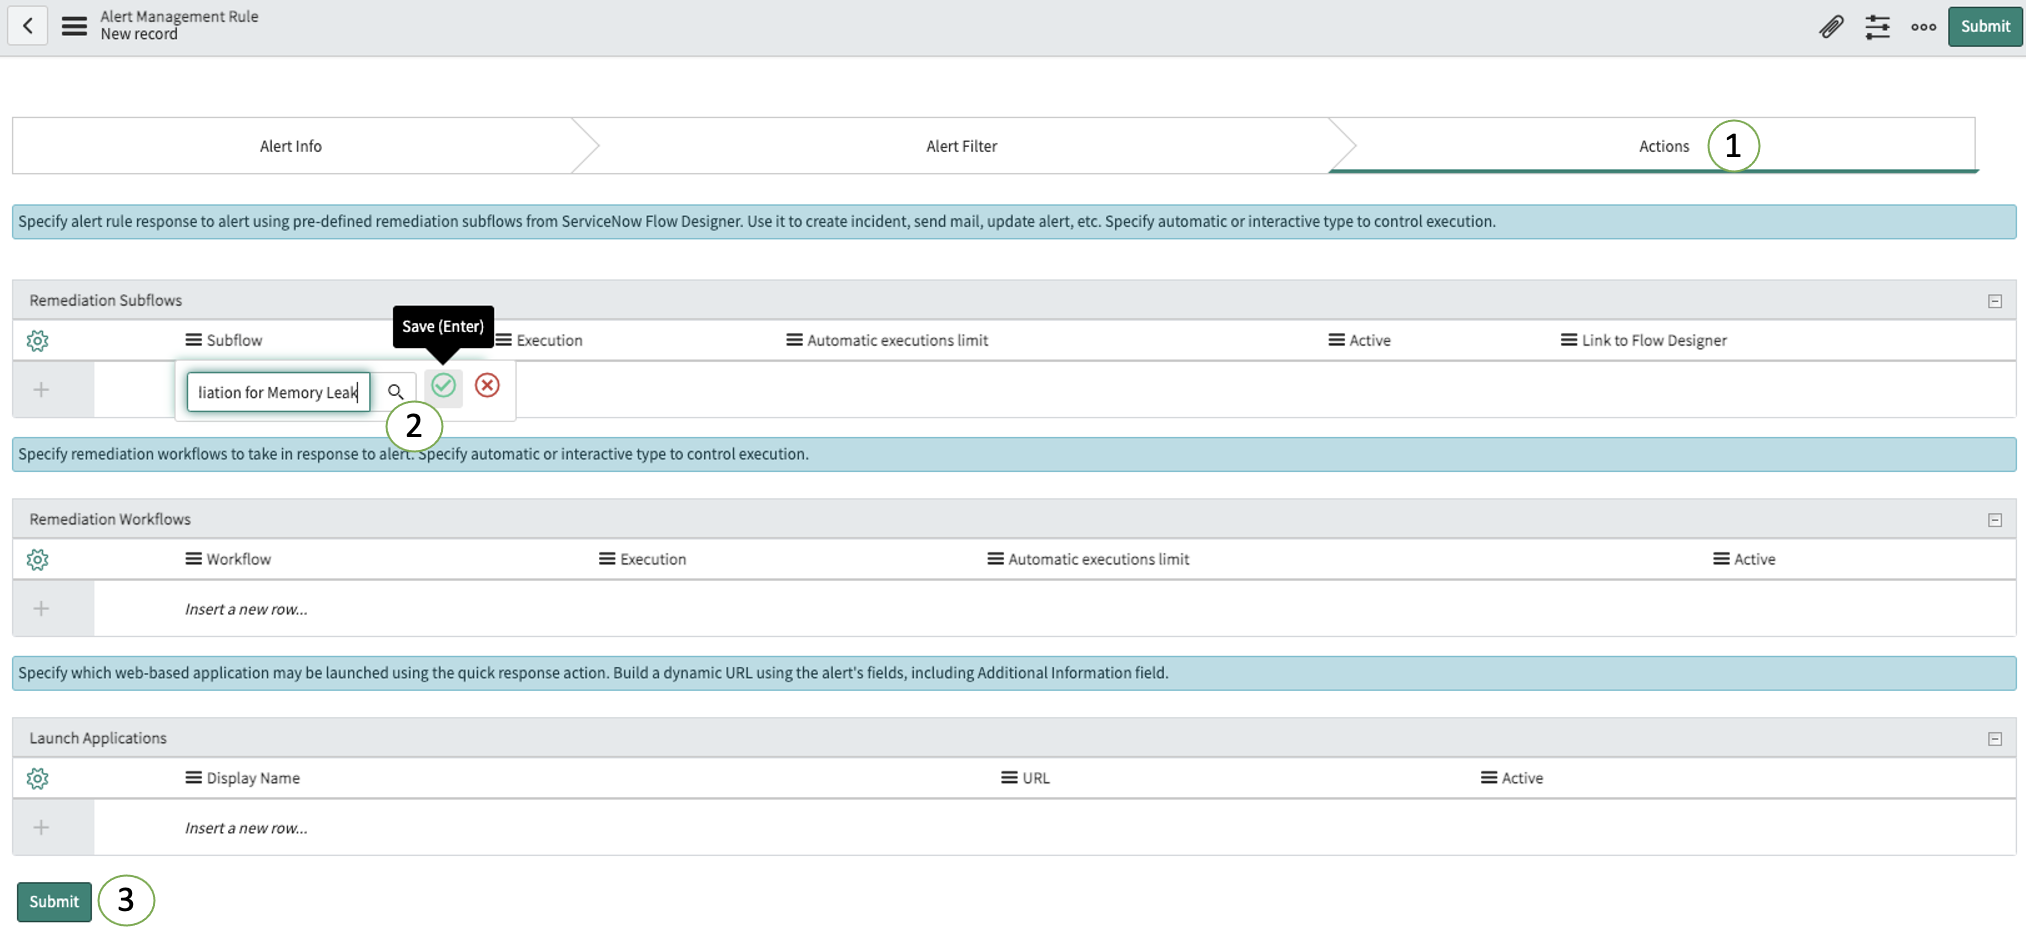 Alert Management Rule
New record
Submit
Alert Info
Alert Filter
Actions
1
Specify alert rule response to alert using pre-defined remediation subflows from ServiceNow Flow Designer. Use it to create incident, send mail, update alert, etc. Specify automatic or interactive type to control execution.
Remediation Subflows
Save (Enter)
Subflow
Execution
Automatic executions limit
Active
Link to Flow Designer
liation for Memory Leak
2
Specify remediation workflows to take in response to alert. Specify automatic or interactive type to control execution.
Remediation Workflows
Workflow
Execution
Automatic executions limit
Active
Insert a new row...
Specify which web-based application may be launched using the quick response action. Build a dynamic URL using the alert's fields, including Additional Information field.
Launch Applications
Display Name
URL
Active
Insert a new row...
Submit
3